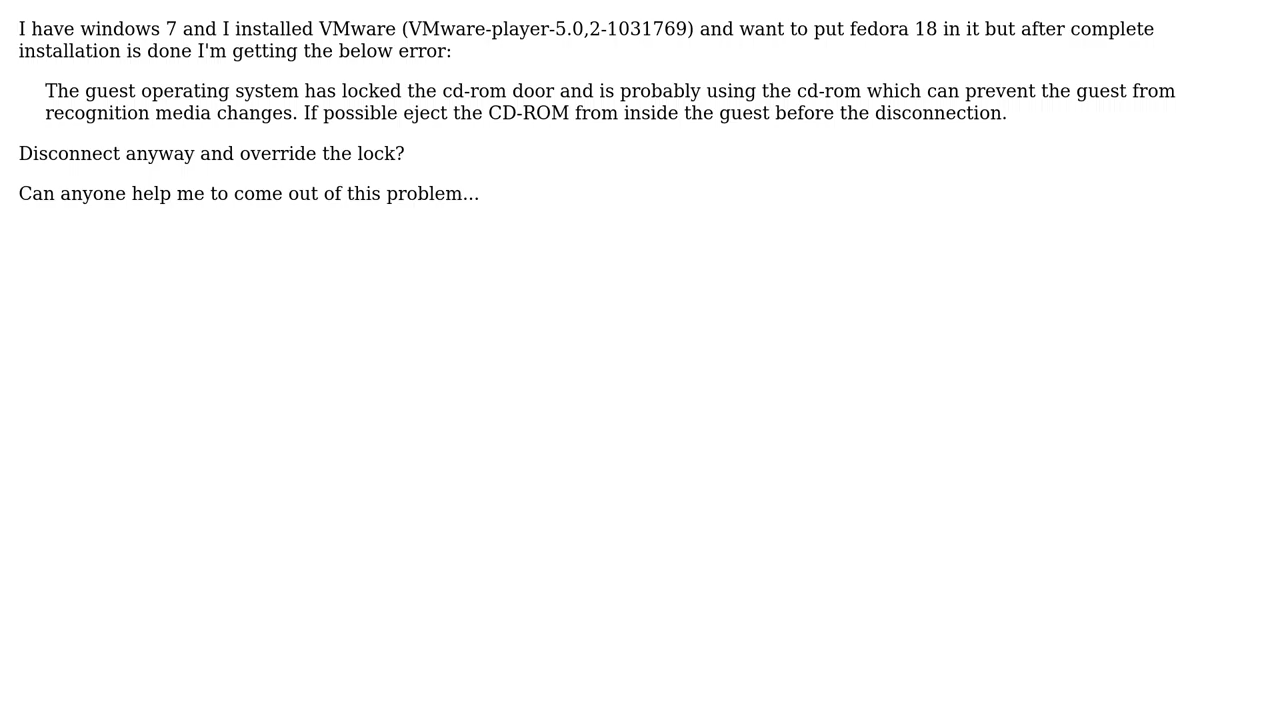 I have windows 7 and I installed VMware (VMware-player-5.0,2-1031769) and want to put fedora 18 in it but after complete
installation is done I'm getting the below error:
The guest operating system has locked the cd-rom door and is probably using the cd-rom which can prevent the guest from
recognition media changes. If possible eject the CD-ROM from inside the guest before the disconnection.
Disconnect anyway and override the lock?
Can anyone help me to come out of this problem...